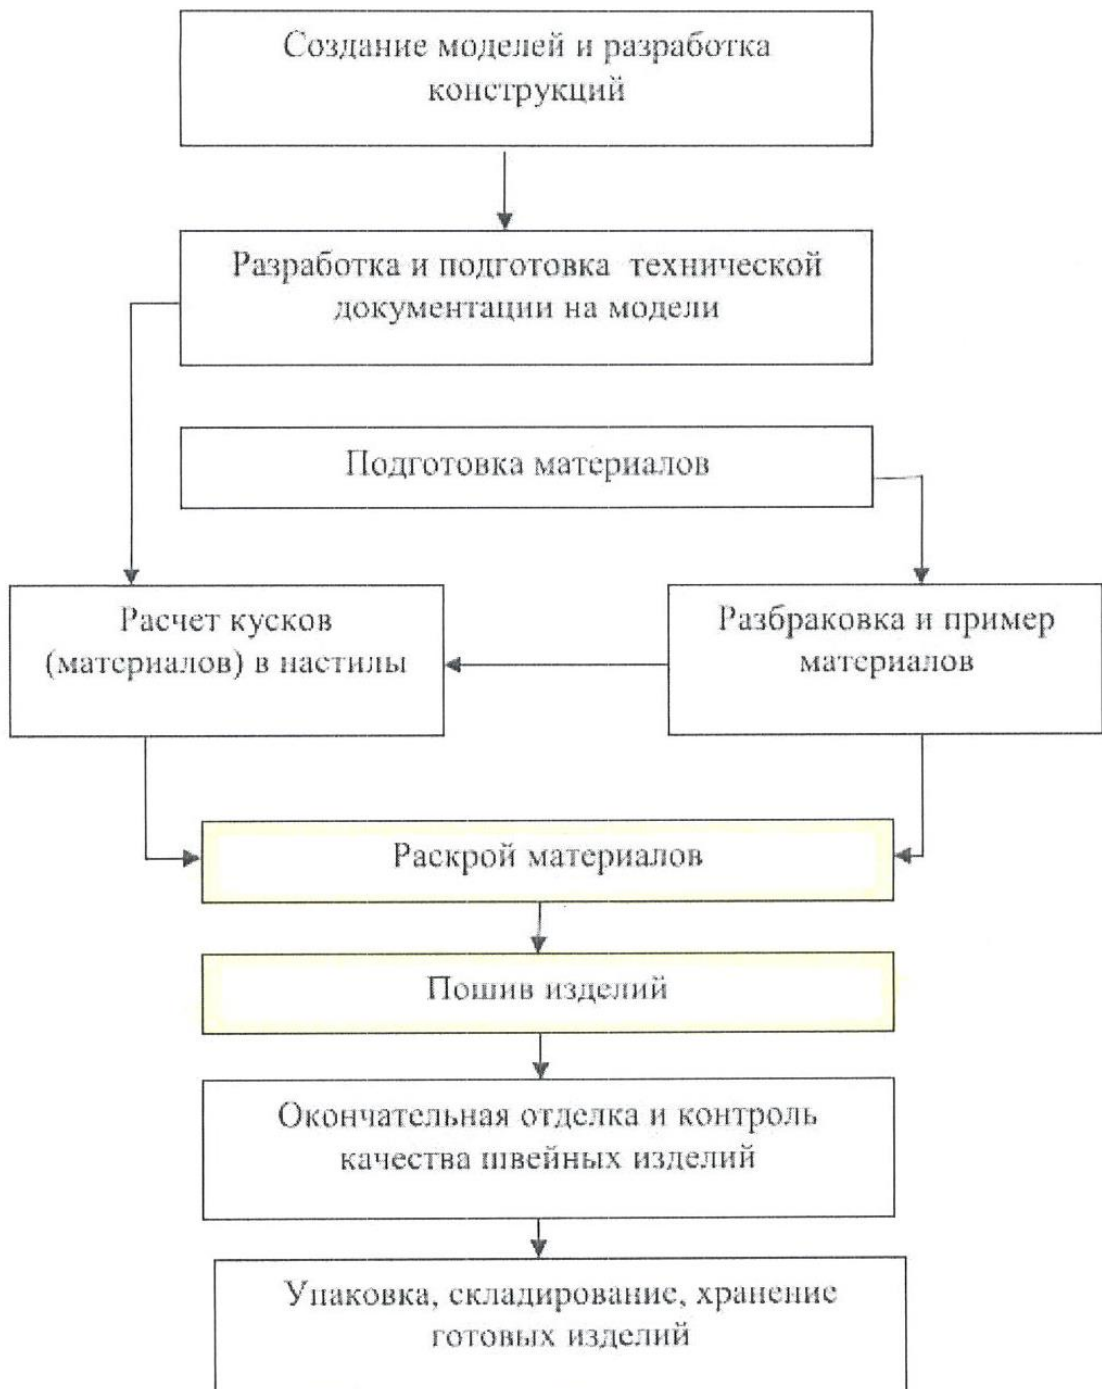 Создание моделей и разработка
конструкций
Разработка и подготовка технической
документации на модели
Подготовка материалов
Расчет кусков
(материалов) в настилы
Разбраковка и пример
материалов
Раскрой материалов
Пошив изделий
Окончательная отделка и контроль
качества швейных изделий
Упаковка, складирование, хранение
готовых изделий